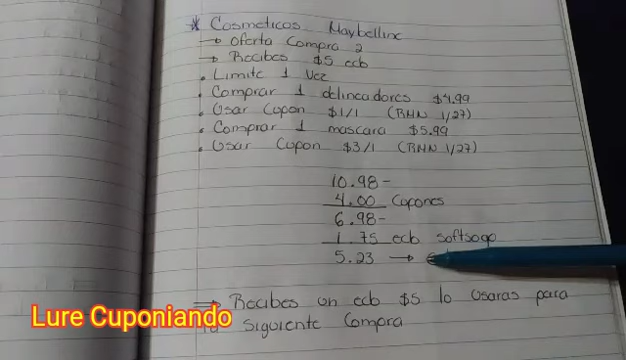 * Cosmeticos Maybelline
→ Oferta Compra 2
→ Recibes $5 ecb
• Limite 1 Vez
• Comprar 1 delineadores $4.99
• Usar Cupon $1/1 (RMN 1/27)
• Comprar 1 mascara $5.99
• Usar Cupon $3/1 (RMN 1/27)
10.98-
4.00 Cupones
6.98-
1.75 ecb softsoap
5.23 →
→ Recibes un ecb $5 lo usaras para
siguiente Compra
Lure Cuponiando